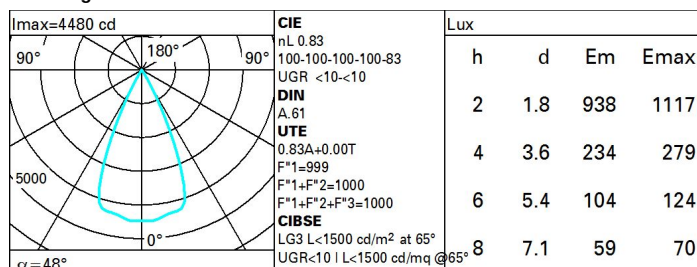 Imax=4480 cd
90°
180°
90°
5000
0°
α=48°
CIE
nL 0.83
100-100-100-100-83
UGR <10-<10
DIN
A.61
UTE
0.83A+0.00T
F"1=999
F"1+F"2=1000
F"1+F"2+F"3=1000
CIBSE
LG3 L<1500 cd/m² at 65°
UGR<10 | L<1500 cd/mq @65°
Lux
h d Em Emax
2 1.8 938 1117
4 3.6 234 279
6 5.4 104 124
8 7.1 59 70